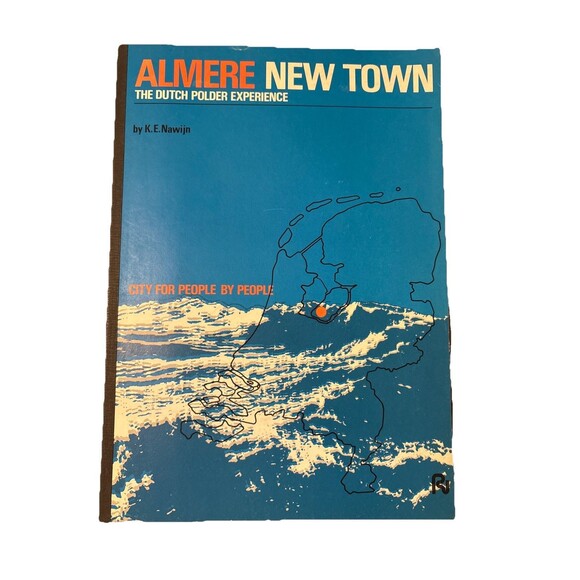 ALMERE NEW TOWN
THE DUTCH POLDER EXPERIENCE
by K.E.Nawijn
CITY FOR PEOPLE BY PEOPLE